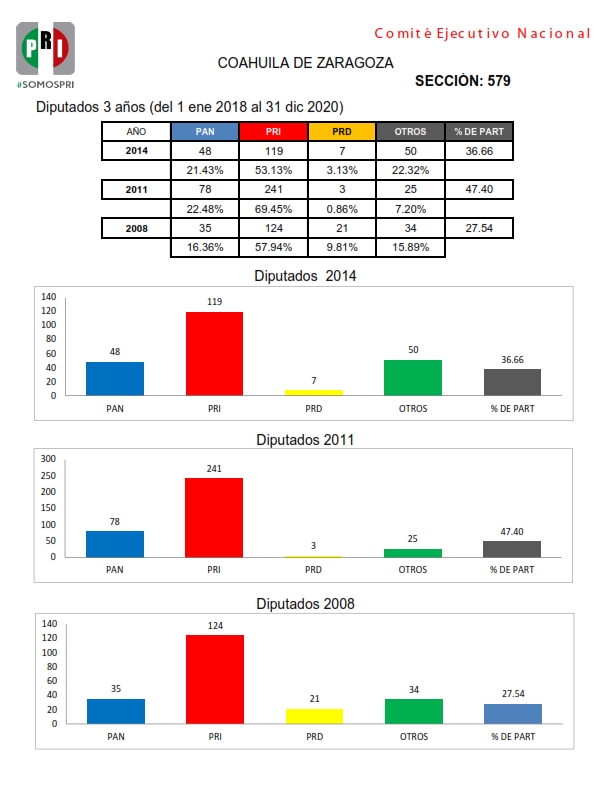 Comité Ejecutivo Nacional
PRI
#SOMOSPRI
COAHUILA DE ZARAGOZA
SECCIÓN: 579
Diputados 3 años (del 1 ene 2018 al 31 dic 2020)
AÑO PAN PRI PRD OTROS % DE PART
2014 48 119 7 50 36.66
21.43% 53.13% 3.13% 22.32%
2011 78 241 3 25 47.40
22.48% 69.45% 0.86% 7.20%
2008 35 124 21 34 27.54
16.36% 57.94% 9.81% 15.89%
Diputados 2014
140
120
100
80
60
40
20
0
48
119
7
50
36.66
PAN PRI PRD OTROS % DE PART
Diputados 2011
300
250
200
150
100
50
0
78
241
3
25
47.40
PAN PRI PRD OTROS % DE PART
Diputados 2008
140
120
100
80
60
40
20
0
35
124
21
34
27.54
PAN PRI PRD OTROS % DE PART